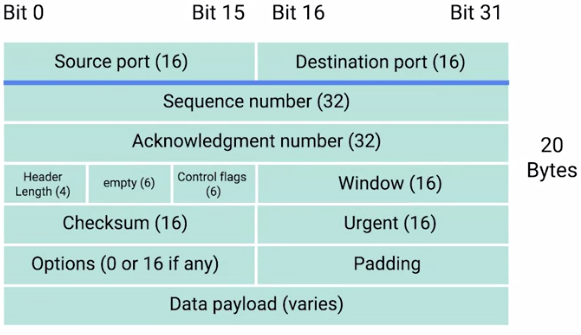 Bit 0 Bit 15 Bit 16 Bit 31
Source port (16) Destination port (16)
Sequence number (32)
Acknowledgment number (32)
Header
Length (4)
empty (6)
Control flags
(6)
Window (16)
Checksum (16) Urgent (16)
Options (0 or 16 if any) Padding
Data payload (varies)
20
Bytes